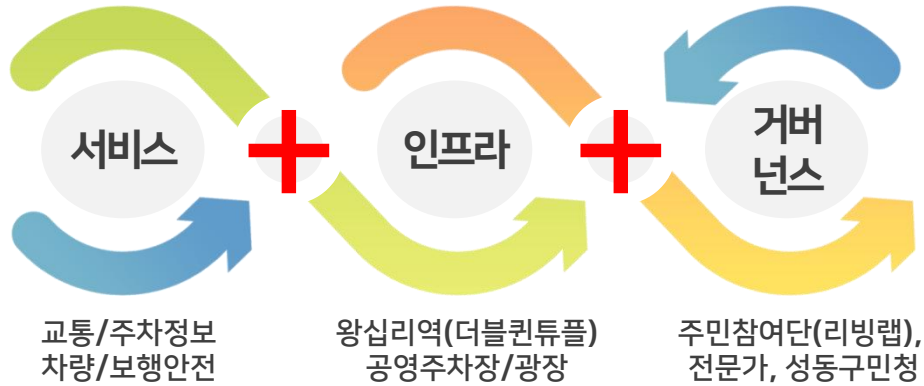 서비스
인프라
거버
넌스
교통/주차정보
차량/보행안전
왕십리역(더블퀸튜플)
공영주차장/광장
주민참여단(리빙랩),
전문가, 성동구민청